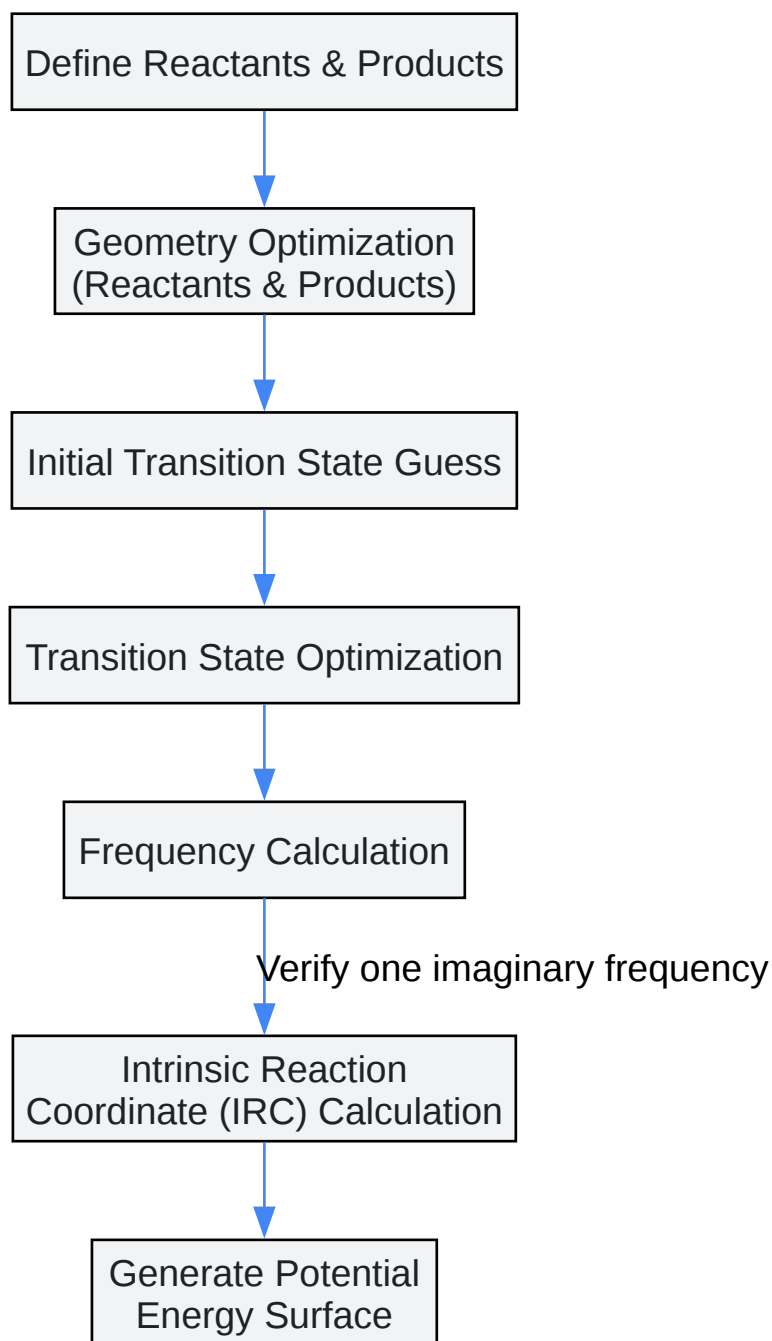 Define Reactants & Products
Geometry Optimization
(Reactants & Products)
Initial Transition State Guess
Transition State Optimization
Frequency Calculation
Verify one imaginary frequency
Intrinsic Reaction
Coordinate (IRC) Calculation
Generate Potential
Energy Surface